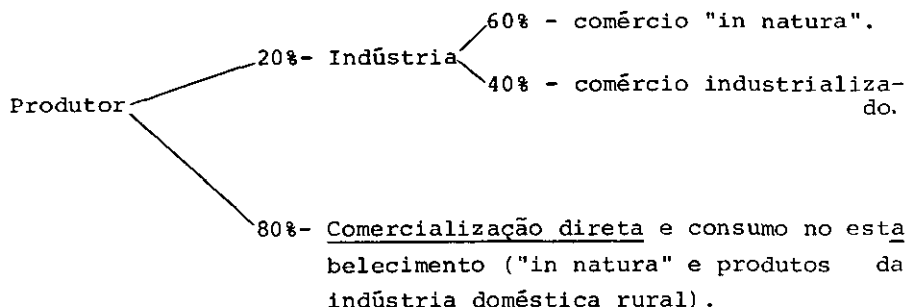 60% - comércio "in natura".
20%- Indústria
40% - comércio industrializa-
do.
Produtor
80%- Comercialização direta e consumo no esta
belecimento ("in natura" e produtos da
indústria doméstica rural).